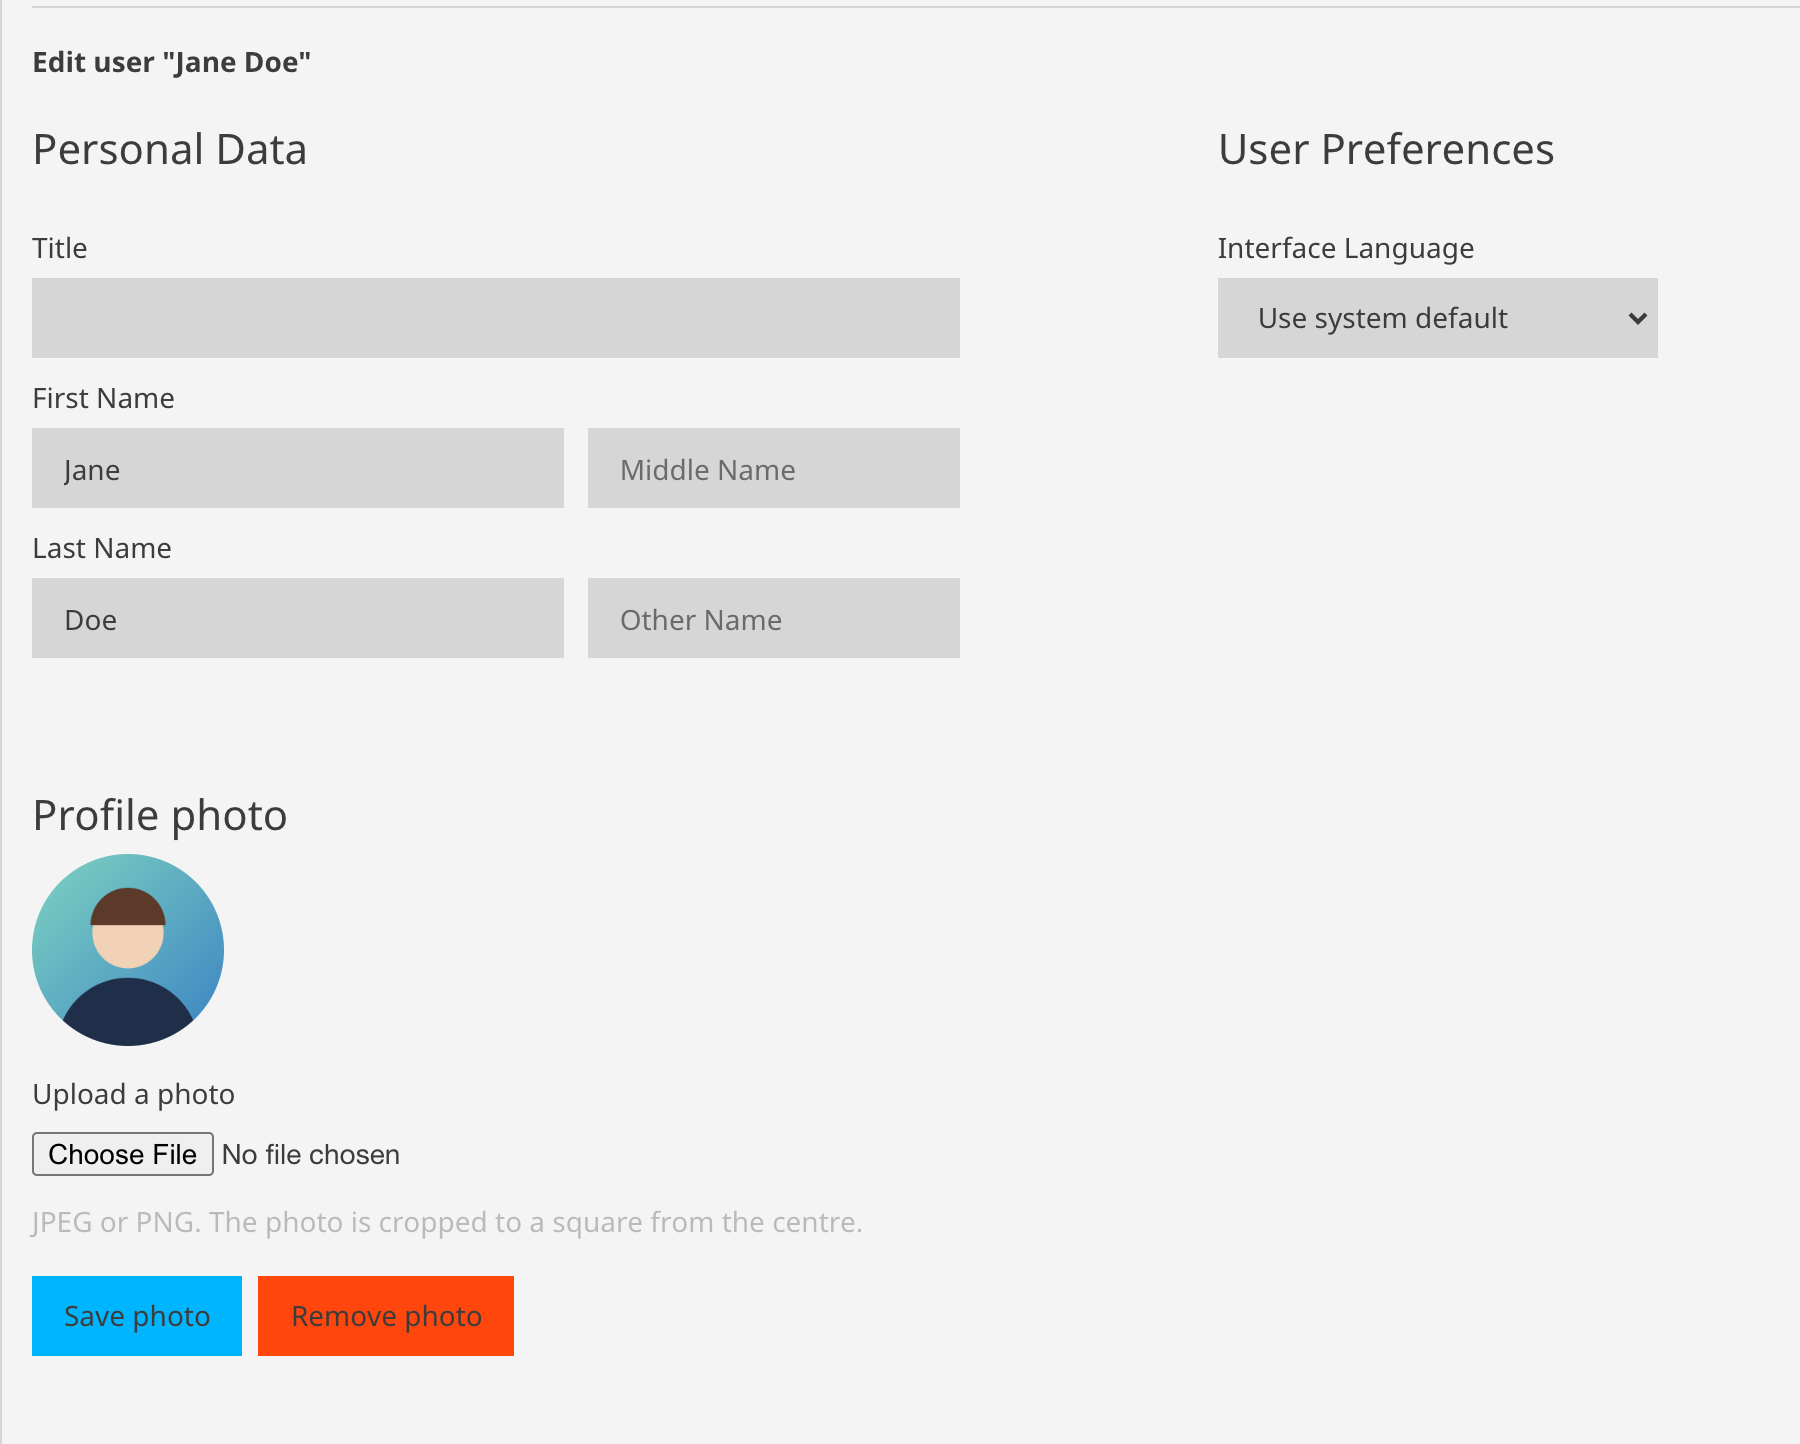 Edit user "Jane Doe"
Personal Data
Title
First Name
Jane
Middle Name
Last Name
Doe
Other Name
User Preferences
Interface Language
Use system default
Profile photo
Upload a photo
Choose File No file chosen
JPEG or PNG. The photo is cropped to a square from the centre.
Save photo
Remove photo